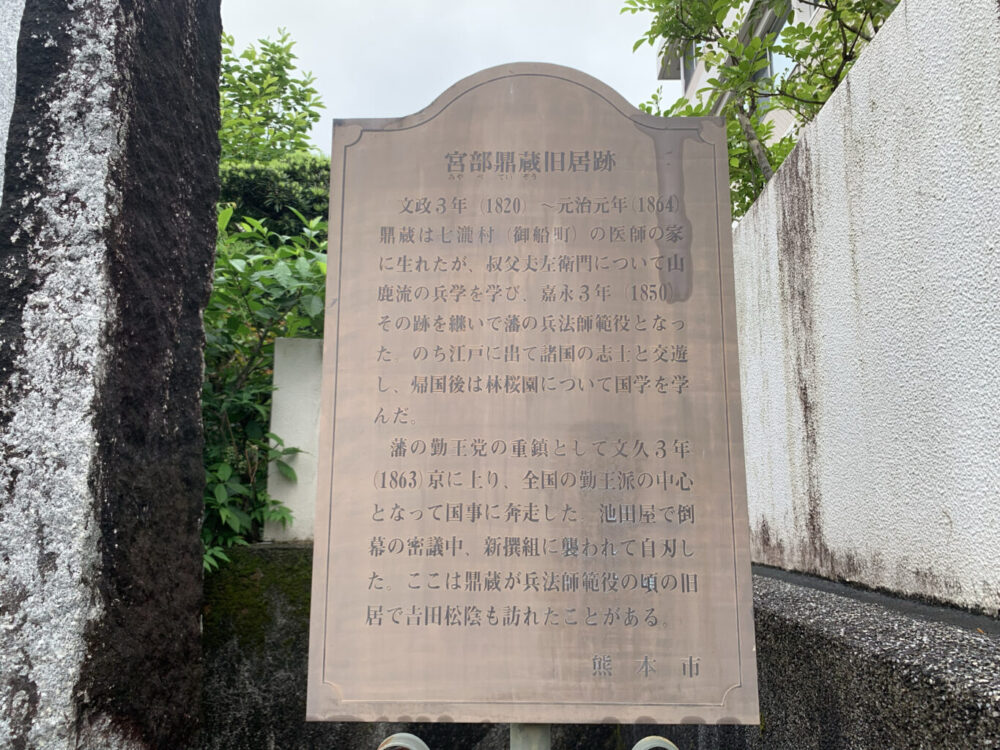 宮部鼎蔵旧居跡
みやべていぞう
文政3年（1820）～元治元年(1864)
鼎蔵は七瀧村（御船町）の医師の家
に生れたが、叔父丈左衛門について山
鹿流の兵学を学び、嘉永3年（1850）
その跡を継いで藩の兵法師範役となっ
た。のち江戸に出て諸国の志士と交遊
し、帰国後は林桜園について国学を学
んだ。
藩の勤王党の重鎮として文久3年
(1863)京に上り、全国の勤王派の中心
となって国事に奔走した。池田屋で倒
幕の密議中、新撰組に襲われて自刃し
た。ここは鼎蔵が兵法師範役の頃の旧
居で吉田松陰も訪れたことがある。
熊本市